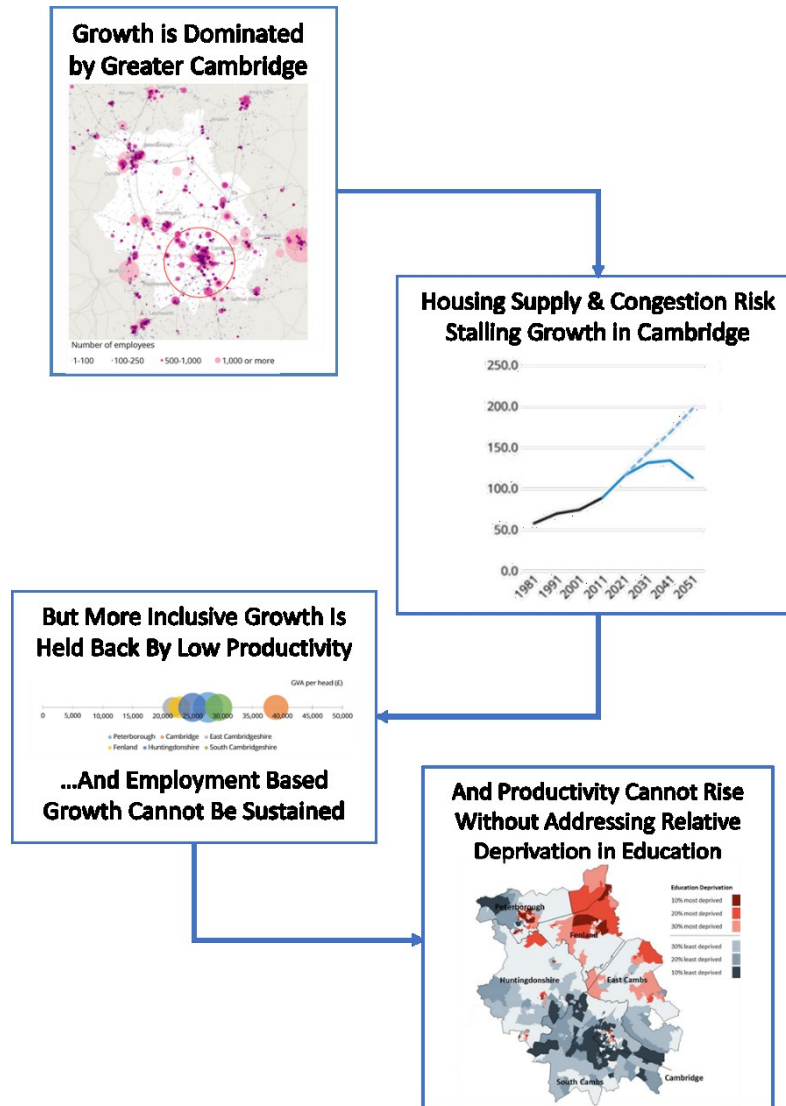 Growth is Dominated
by Greater Cambridge
Peterborough
Huntingdon
Ely
Cambridge
Letchworth
Number of employees
1-100 100-250 500-1,000 1,000 or more
Housing Supply & Congestion Risk
Stalling Growth in Cambridge
250.0
200.0
150.0
100.0
50.0
0.0
1981 1991 2001 2011 2021 2031 2041 2051
But More Inclusive Growth Is
Held Back By Low Productivity
GVA per head (£)
0 5,000 10,000 15,000 20,000 25,000 30,000 35,000 40,000 45,000 50,000
Peterborough Cambridge East Cambridgeshire
Fenland Huntingdonshire South Cambridgeshire
...And Employment Based
Growth Cannot Be Sustained
And Productivity Cannot Rise
Without Addressing Relative
Deprivation in Education
Education Deprivation
10% most deprived
20% most deprived
30% most deprived
30% least deprived
20% least deprived
10% least deprived
Peterborough
Fenland
Huntingdonshire
East Cambs
South Cambs
Cambridge